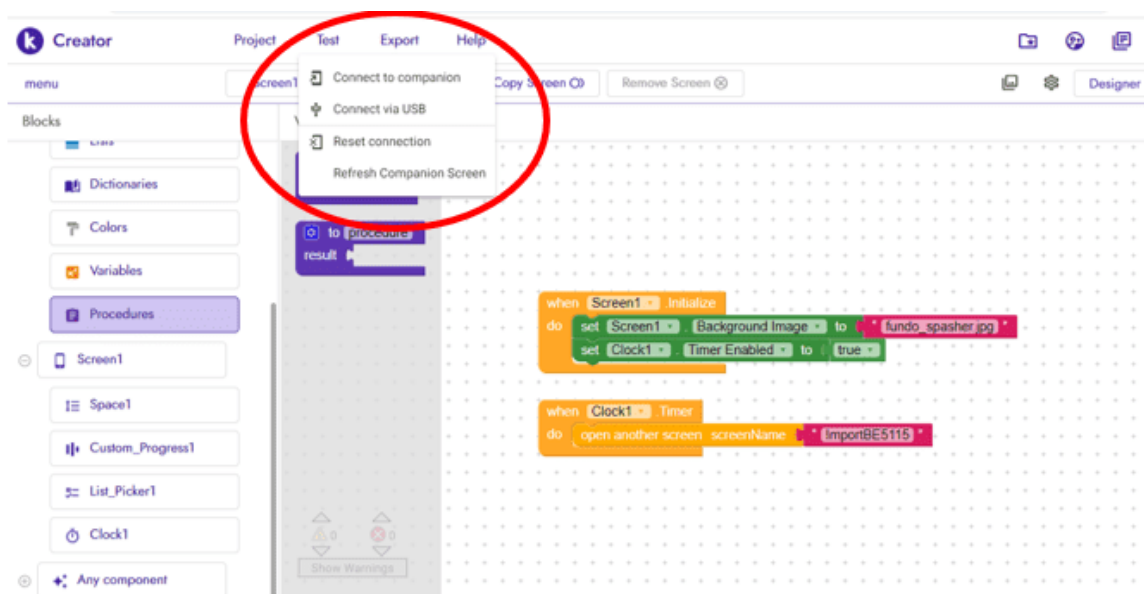 Creator
Project Test Export Help
menu
Copy Screen
Remove Screen
Designer
Blocks
Connect to companion
Connect via USB
Reset connection
Refresh Companion Screen
Dictionaries
Colors
Variables
Procedures
Screen1
Space1
Custom_Progress1
List_Picker1
Clock1
Any component
to procedure
result
when Screen1 .Initialize
do set Screen1 . Background Image to " fundo_spasher.jpg "
set Clock1 . Timer Enabled to true
when Clock1 .Timer
do open another screen screenName " ImportBE5115 "
0 0
Show Warnings